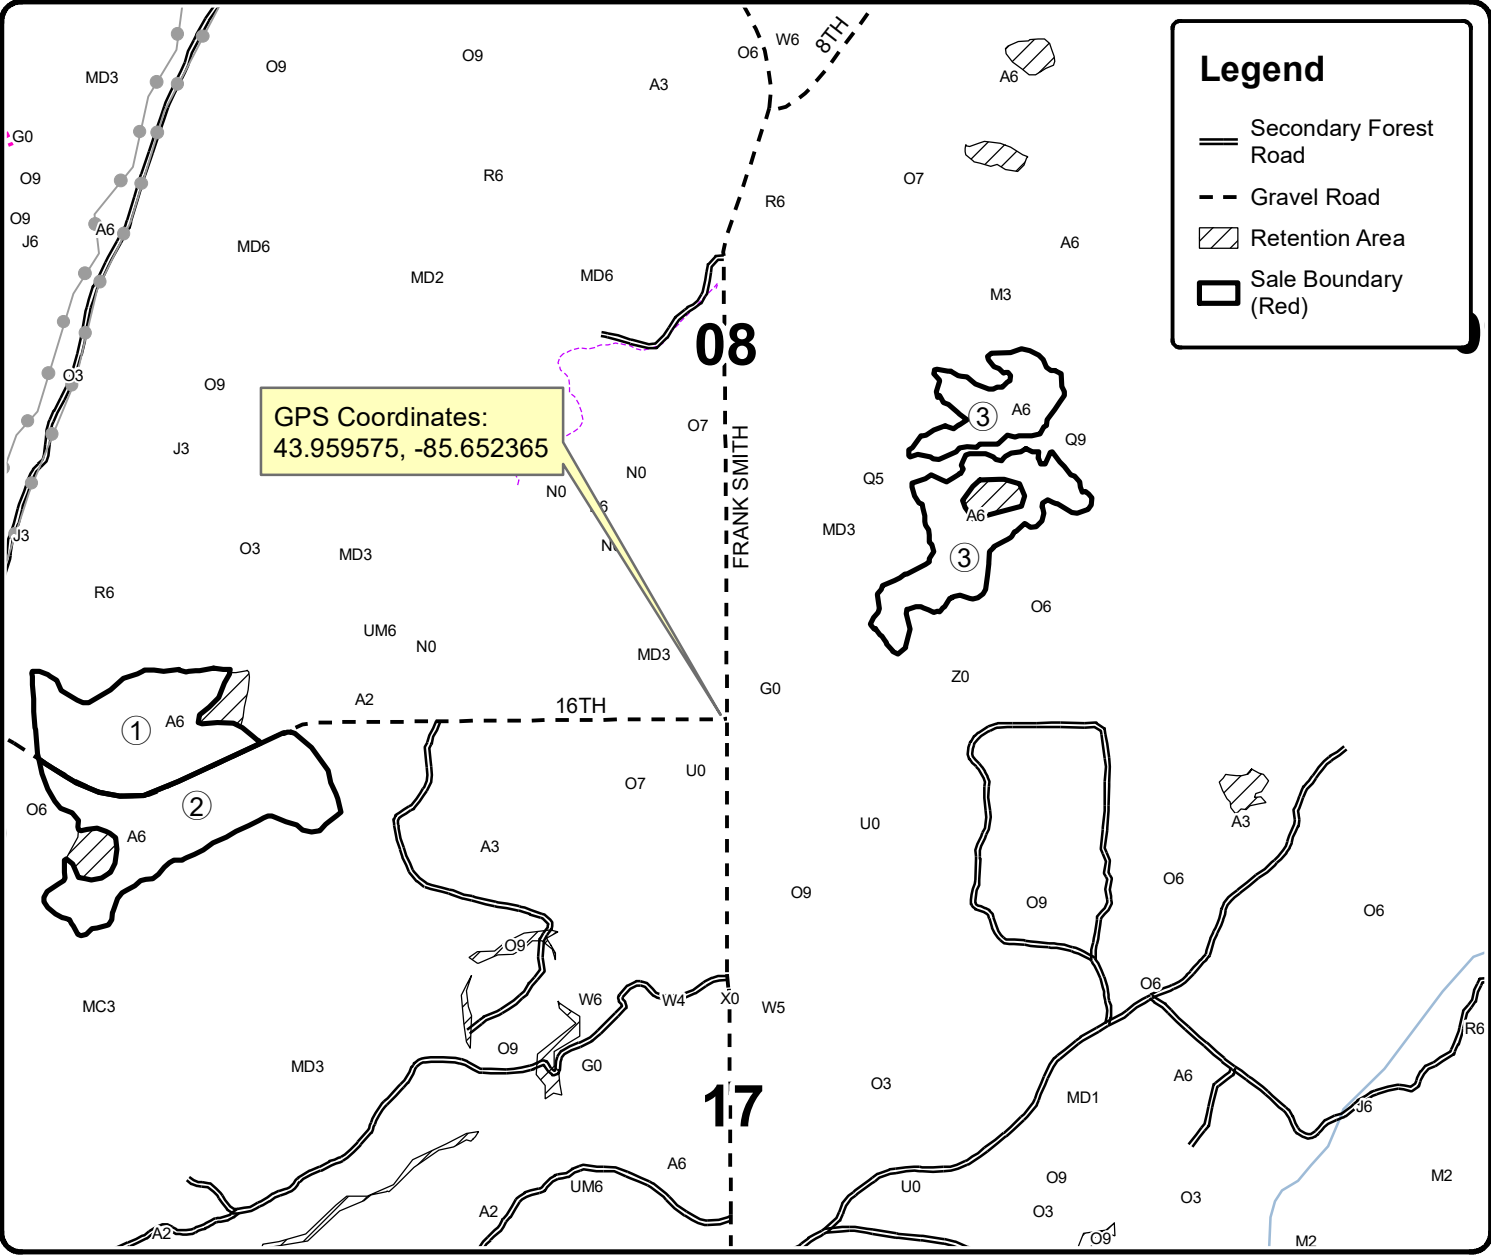 W6
O6
8TH
O9
O9
MD3
A3
A6
Legend
Secondary Forest
Road
G0
O9
R6
O7
Gravel Road
R6
O9
J6
A6
MD6
A6
Retention Area
MD2
MD6
M3
Sale Boundary
(Red)
08
O3
O9
GPS Coordinates:
43.959575, -85.652365
3
A6
O7
Q9
J3
FRANK SMITH
N0
Q5
N0
A6
MD3
J3
O3
MD3
3
R6
O6
UM6
N0
MD3
Z0
G0
A2
16TH
1
A6
U0
O7
2
O6
A6
U0
A3
A3
O6
O9
O9
O6
O9
O6
MC3
W6
W4
X0
W5
R6
O9
MD3
G0
A6
O3
MD1
17
J6
A6
UM6
O9
U0
M2
O3
A2
O3
A2
O9
M2